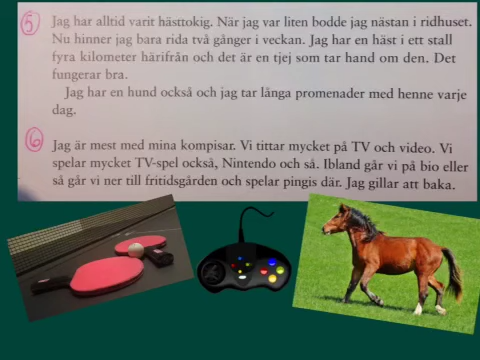 5
Jag har alltid varit hästtokig. När jag var liten bodde jag nästan i ridhuset.
Nu hinner jag bara rida två gånger i veckan. Jag har en häst i ett stall
fyra kilometer härifrån och det är en tjej som tar hand om den. Det
fungerar bra.
Jag har en hund också och jag tar långa promenader med henne varje
dag.
6
Jag är mest med mina kompisar. Vi tittar mycket på TV och video. Vi
spelar mycket TV-spel också, Nintendo och så. Ibland går vi på bio eller
så går vi ner till fritidsgården och spelar pingis där. Jag gillar att baka.